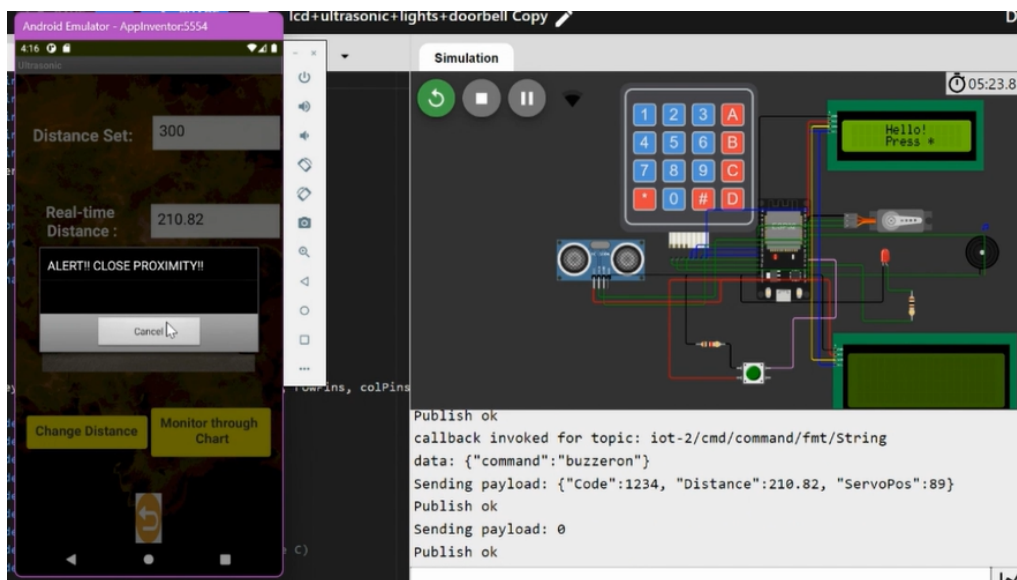 lcd+ultrasonic+lights+doorbell Copy
Android Emulator - AppInventor:5554
4:16
Ultrasonic
Distance Set:
300
Real-time
Distance :
210.82
ALERT!! CLOSE PROXIMITY!!
Cancel
Change Distance
Monitor through
Chart
rowPins, colPins
e C)
Simulation
05:23.8
1 2 3 A
4 5 6 B
7 8 9 C
* 0 # D
Hello!
Press *
ESP32
Publish ok
callback invoked for topic: iot-2/cmd/command/fmt/String
data: {"command":"buzzeron"}
Sending payload: {"Code":1234, "Distance":210.82, "ServoPos":89}
Publish ok
Sending payload: 0
Publish ok